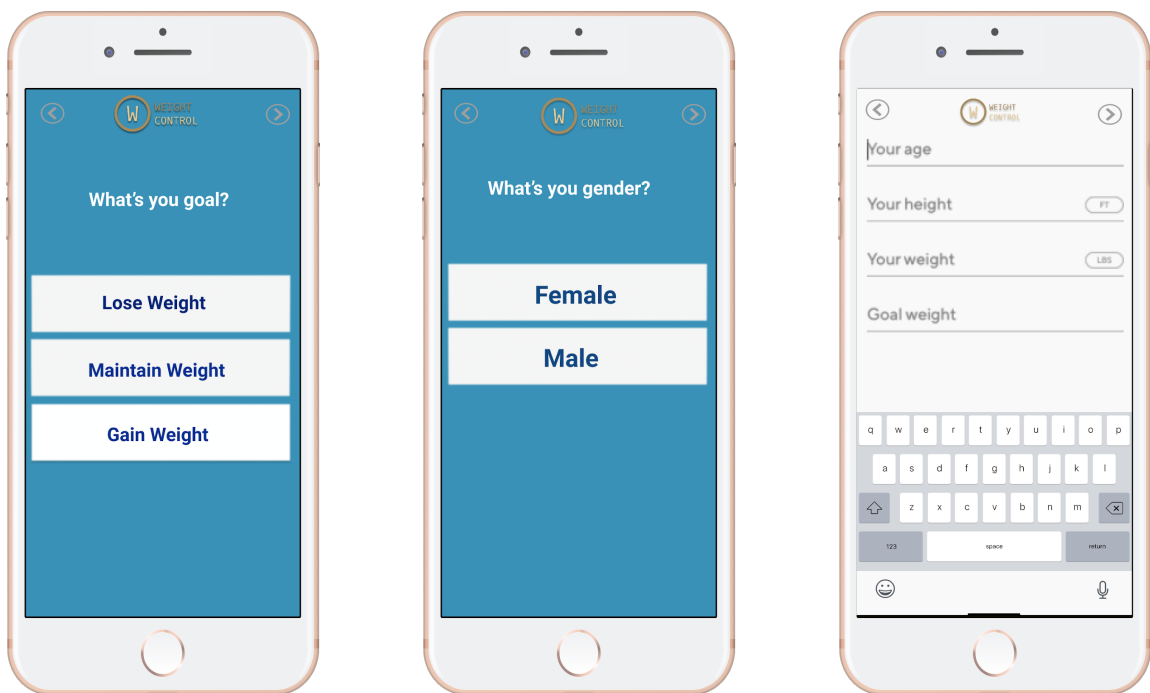 W
WEIGHT
CONTROL
What's you goal?
Lose Weight
Maintain Weight
Gain Weight
W
WEIGHT
CONTROL
What's you gender?
Female
Male
W
WEIGHT
CONTROL
Your age
Your height FT
Your weight LBS
Goal weight
q w e r t y u i o p
a s d f g h j k l
z x c v b n m
123 space return